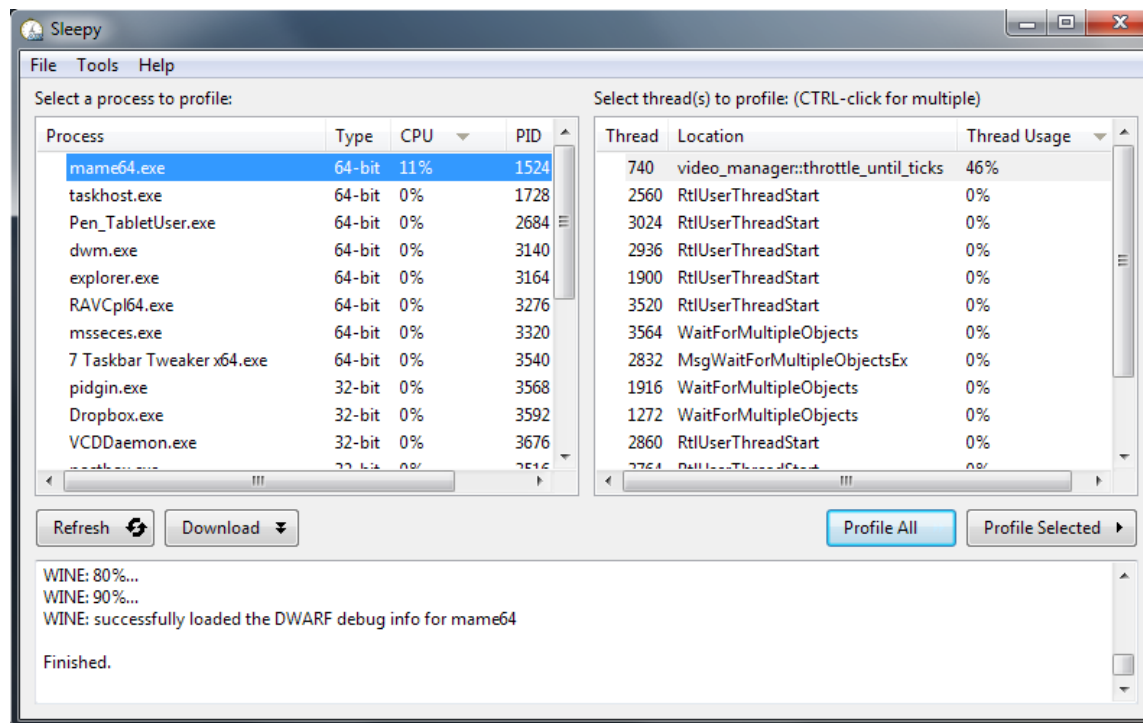 Sleepy
File Tools Help
Select a process to profile:
Process Type CPU PID
mame64.exe 64-bit 11% 1524
taskhost.exe 64-bit 0% 1728
Pen_TabletUser.exe 64-bit 0% 2684
dwm.exe 64-bit 0% 3140
explorer.exe 64-bit 0% 3164
RAVCpl64.exe 64-bit 0% 3276
msseces.exe 64-bit 0% 3320
7 Taskbar Tweaker x64.exe 64-bit 0% 3540
pidgin.exe 32-bit 0% 3568
Dropbox.exe 32-bit 0% 3592
VCDDaemon.exe 32-bit 0% 3676
32-bit 0%
Select thread(s) to profile: (CTRL-click for multiple)
Thread Location Thread Usage
740 video_manager::throttle_until_ticks 46%
2560 RtlUserThreadStart 0%
3024 RtlUserThreadStart 0%
2936 RtlUserThreadStart 0%
1900 RtlUserThreadStart 0%
3520 RtlUserThreadStart 0%
3564 WaitForMultipleObjects 0%
2832 MsgWaitForMultipleObjectsEx 0%
1916 WaitForMultipleObjects 0%
1272 WaitForMultipleObjects 0%
2860 RtlUserThreadStart 0%
RtlUserThreadStart 0%
Refresh Download Profile All Profile Selected
WINE: 80%...
WINE: 90%...
WINE: successfully loaded the DWARF debug info for mame64
Finished.